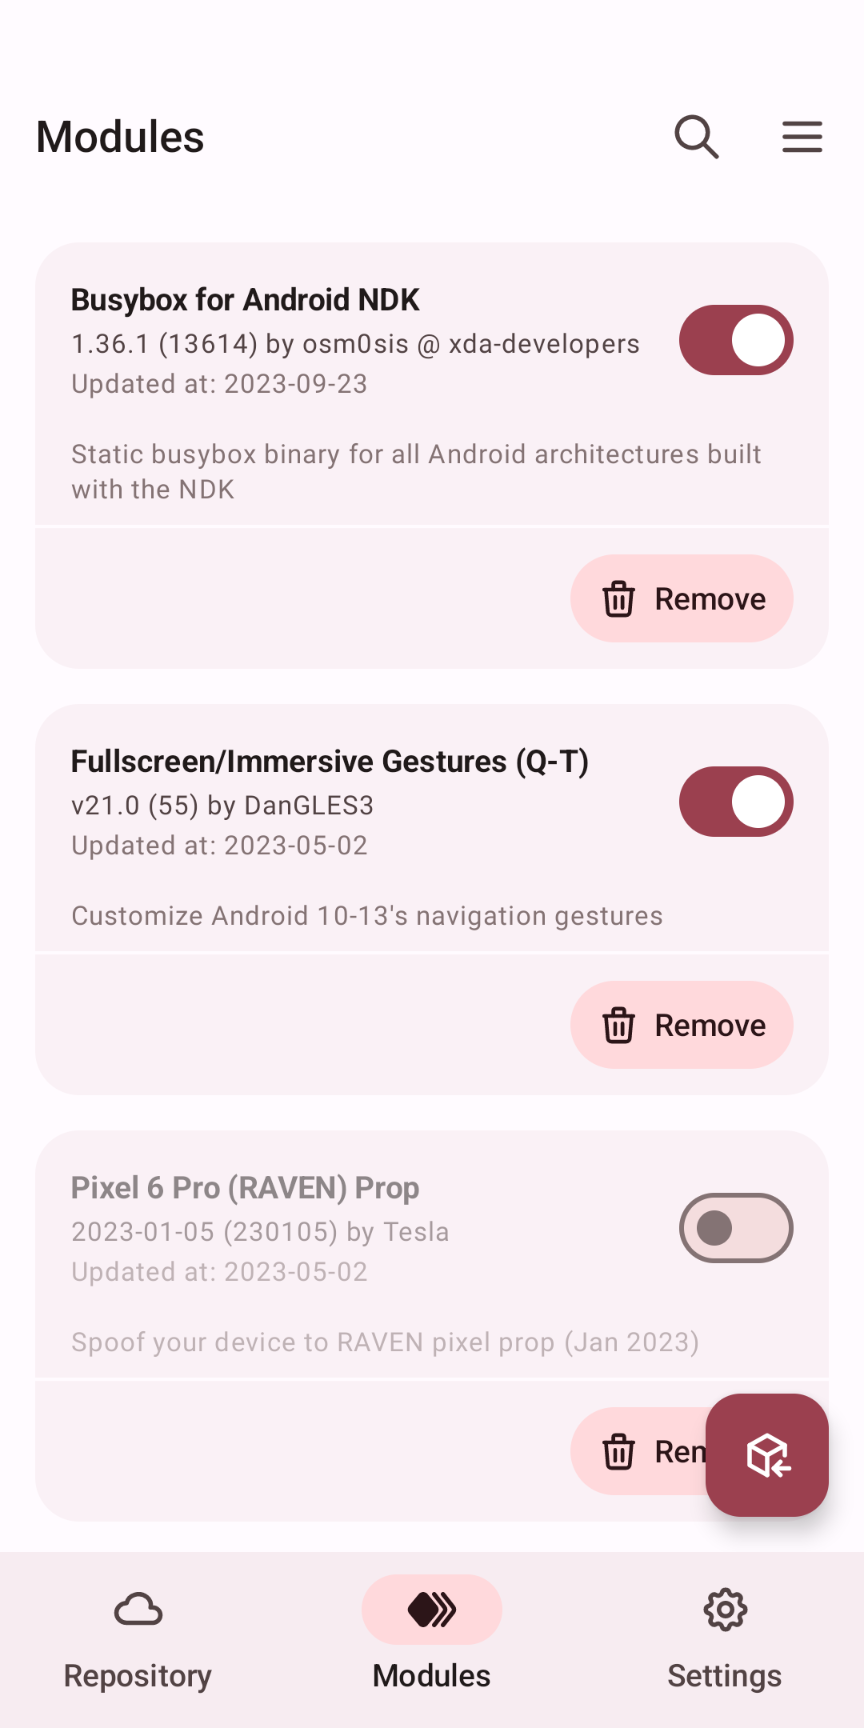 Modules
Busybox for Android NDK
1.36.1 (13614) by osm0sis @ xda-developers
Updated at: 2023-09-23
Static busybox binary for all Android architectures built
with the NDK
Remove
Fullscreen/Immersive Gestures (Q-T)
v21.0 (55) by DanGLES3
Updated at: 2023-05-02
Customize Android 10-13's navigation gestures
Remove
Pixel 6 Pro (RAVEN) Prop
2023-01-05 (230105) by Tesla
Updated at: 2023-05-02
Spoof your device to RAVEN pixel prop (Jan 2023)
Repository
Modules
Settings